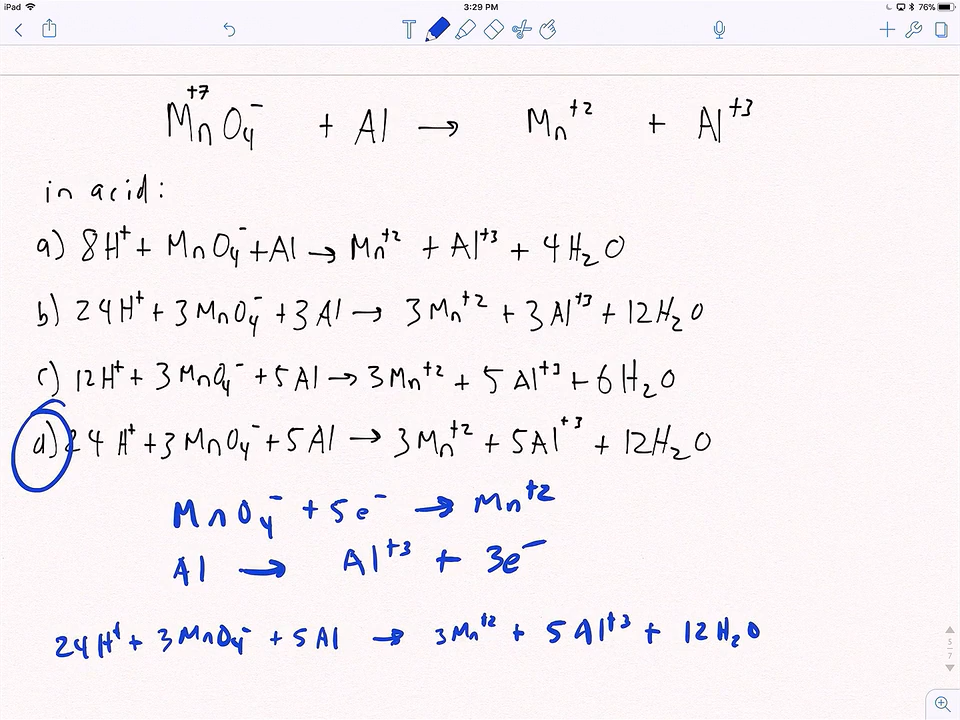 iPad 3:29 PM 76%
T
+7
MnO₄⁻ + Al → Mn⁺² + Al⁺³
in acid:
a) 8H⁺ + MnO₄⁻ + Al → Mn⁺² + Al⁺³ + 4H₂O
b) 24H⁺ + 3MnO₄⁻ + 3Al → 3Mn⁺² + 3Al⁺³ + 12H₂O
c) 12H⁺ + 3MnO₄⁻ + 5Al → 3Mn⁺² + 5Al⁺³ + 6H₂O
d) 24H⁺ + 3MnO₄⁻ + 5Al → 3Mn⁺² + 5Al⁺³ + 12H₂O
MnO₄⁻ + 5e⁻ → Mn⁺²
Al → Al⁺³ + 3e⁻
24H⁺ + 3MnO₄⁻ + 5Al → 3Mn⁺² + 5Al⁺³ + 12H₂O
5
7